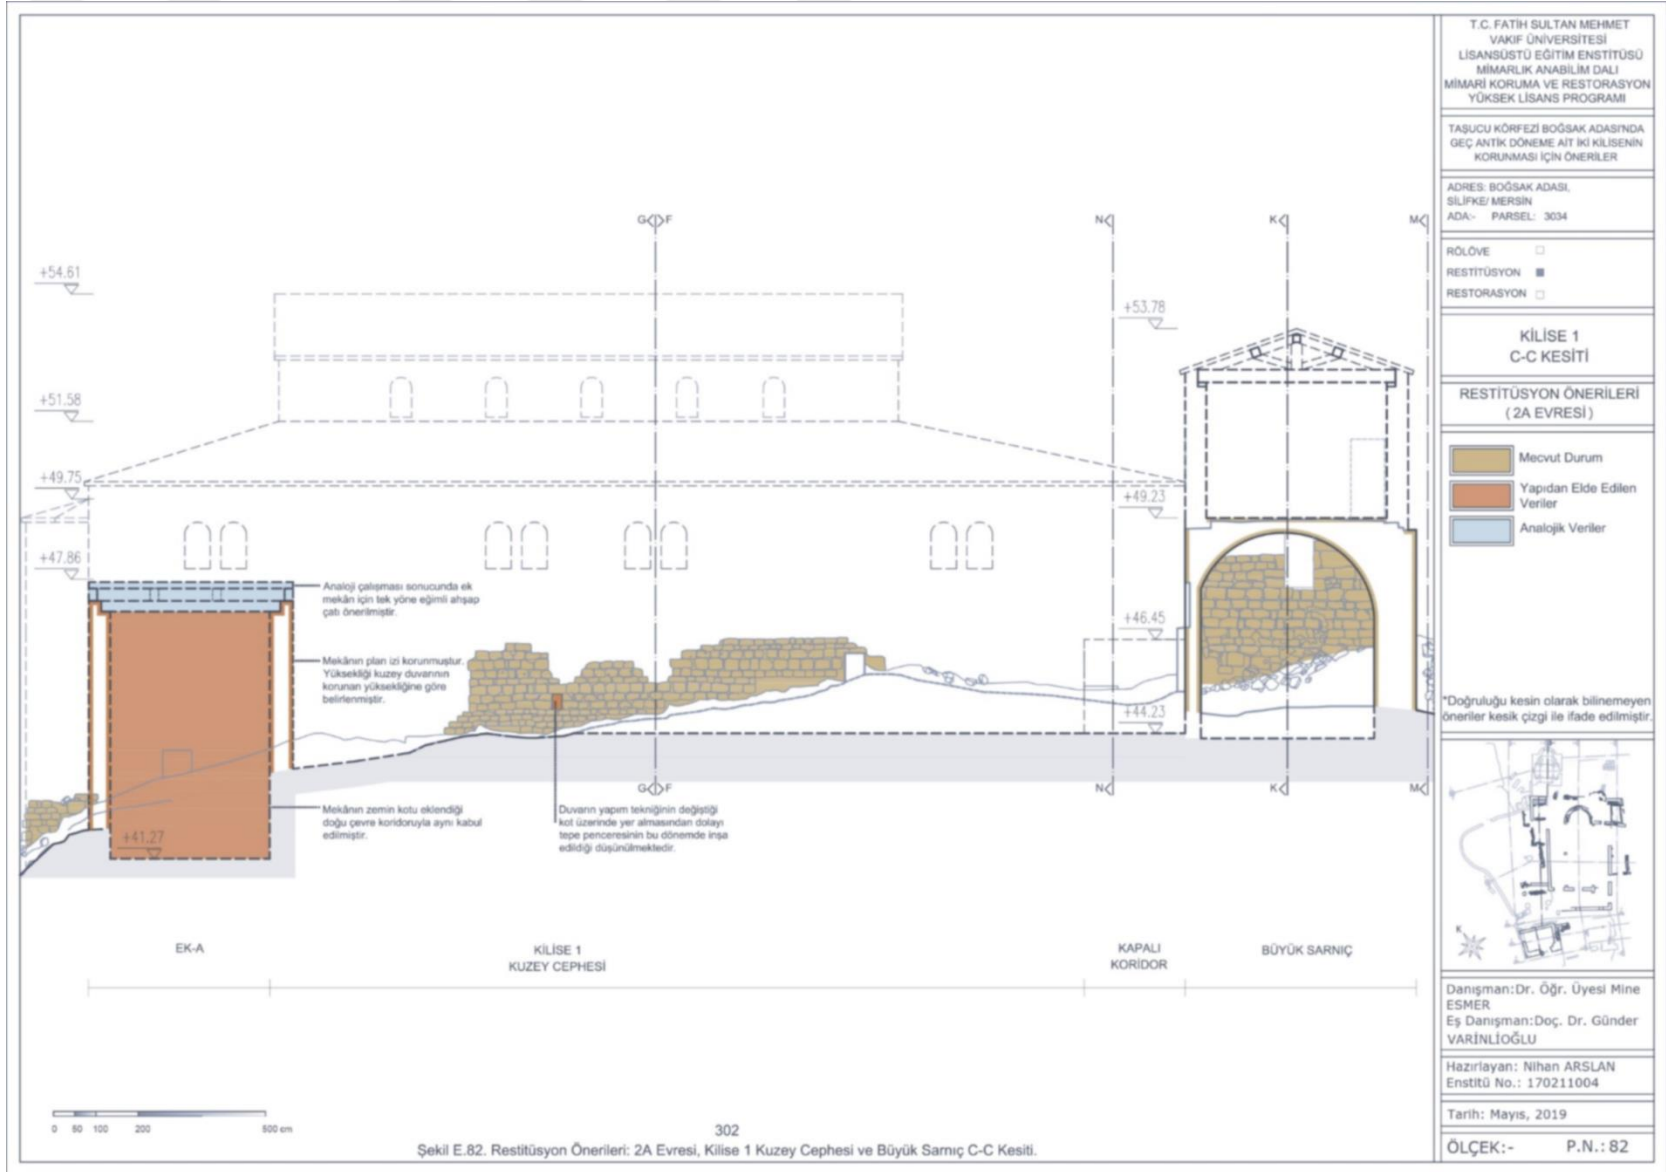 T.C. FATİH SULTAN MEHMET
VAKIF ÜNİVERSİTESİ
LİSANSÜSTÜ EĞİTİM ENSTİTÜSÜ
MİMARLIK ANABİLİM DALI
MİMARİ KORUMA VE RESTORASYON
YÜKSEK LİSANS PROGRAMI
TAŞUCU KÖRFEZİ BOĞSAK ADASI'NDA
GEÇ ANTİK DÖNEME AİT İKİ KİLİSENİN
KORUNMASI İÇİN ÖNERİLER
ADRES: BOĞSAK ADASI,
SİLİFKE/ MERSİN
ADA:- PARSEL: 3034
RÖLÖVE
RESTİTÜSYON
RESTORASYON
KİLİSE 1
C-C KESİTİ
RESTİTÜSYON ÖNERİLERİ
( 2A EVRESİ )
Mecvut Durum
Yapıdan Elde Edilen
Veriler
Analojik Veriler
*Doğruluğu kesin olarak bilinemeyen
öneriler kesik çizgi ile ifade edilmiştir.
K
Danışman:Dr. Öğr. Üyesi Mine
ESMER
Eş Danışman:Doç. Dr. Günder
VARİNLİOĞLU
Hazırlayan: Nihan ARSLAN
Enstitü No.: 170211004
Tarih: Mayıs, 2019
ÖLÇEK:- P.N.: 82
G F N K M
+54.61
+53.78
+51.58
+49.75
+49.23
+47.86
+46.45
+44.23
+41.27
Analoji çalışması sonucunda ek
mekân için tek yöne eğimli ahşap
çatı önerilmiştir.
Mekânın plan izi korunmuştur.
Yüksekliği kuzey duvarının
korunan yüksekliğine göre
belirlenmiştir.
Mekânın zemin kotu eklendiği
doğu çevre koridoruyla aynı kabul
edilmiştir.
Duvarın yapım tekniğinin değiştiği
kot üzerinde yer almasından dolayı
tepe penceresinin bu dönemde inşa
edildiği düşünülmektedir.
G F N K M
EK-A
KİLİSE 1
KUZEY CEPHESİ
KAPALI
KORİDOR
BÜYÜK SARNIÇ
0 50 100 200 500 cm
302
Şekil E.82. Restitüsyon Önerileri: 2A Evresi, Kilise 1 Kuzey Cephesi ve Büyük Sarnıç C-C Kesiti.